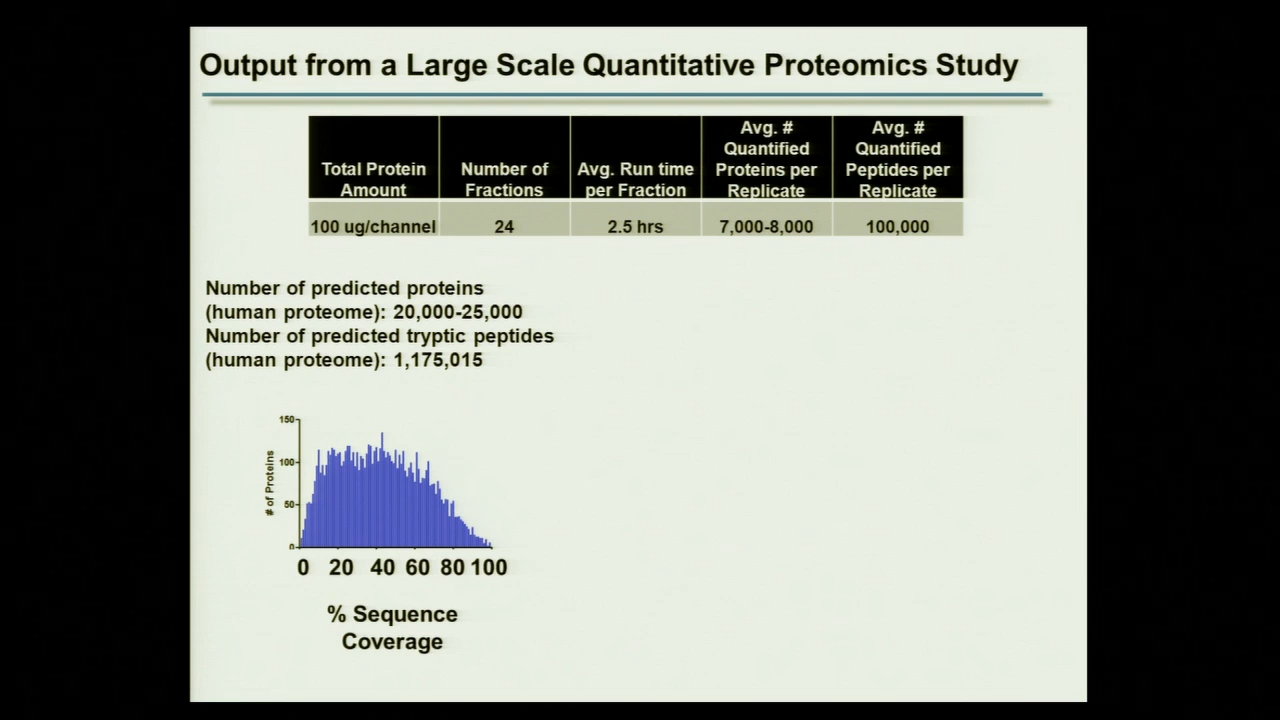 Output from a Large Scale Quantitative Proteomics Study
Total Protein Amount
Number of Fractions
Avg. Run time per Fraction
Avg. # Quantified Proteins per Replicate
Avg. # Quantified Peptides per Replicate
100 ug/channel
24
2.5 hrs
7,000-8,000
100,000
Number of predicted proteins
(human proteome): 20,000-25,000
Number of predicted tryptic peptides
(human proteome): 1,175,015
150
100
50
0
# of Proteins
0 20 40 60 80 100
% Sequence
Coverage